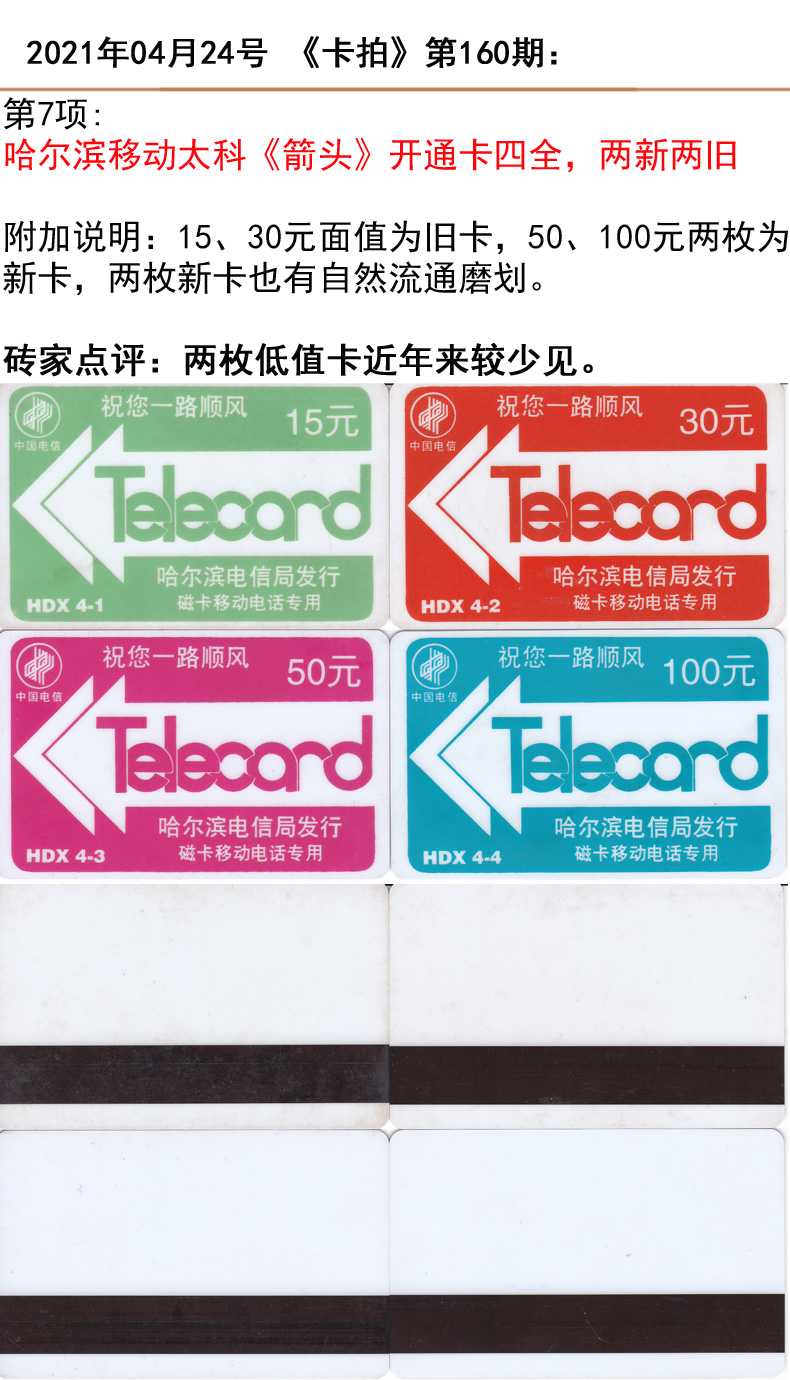 2021年04月24号 《卡拍》第160期：
第7项：
哈尔滨移动太科《箭头》开通卡四全，两新两旧
附加说明：15、30元面值为旧卡，50、100元两枚为
新卡，两枚新卡也有自然流通磨划。
砖家点评：两枚低值卡近年来较少见。
祝您一路顺风
15元
中国电信
Telecard
哈尔滨电信局发行
HDX 4-1
磁卡移动电话专用
祝您一路顺风
30元
中国电信
Telecard
哈尔滨电信局发行
HDX 4-2
磁卡移动电话专用
祝您一路顺风
50元
中国电信
Telecard
哈尔滨电信局发行
HDX 4-3
磁卡移动电话专用
祝您一路顺风
100元
中国电信
Telecard
哈尔滨电信局发行
HDX 4-4
磁卡移动电话专用